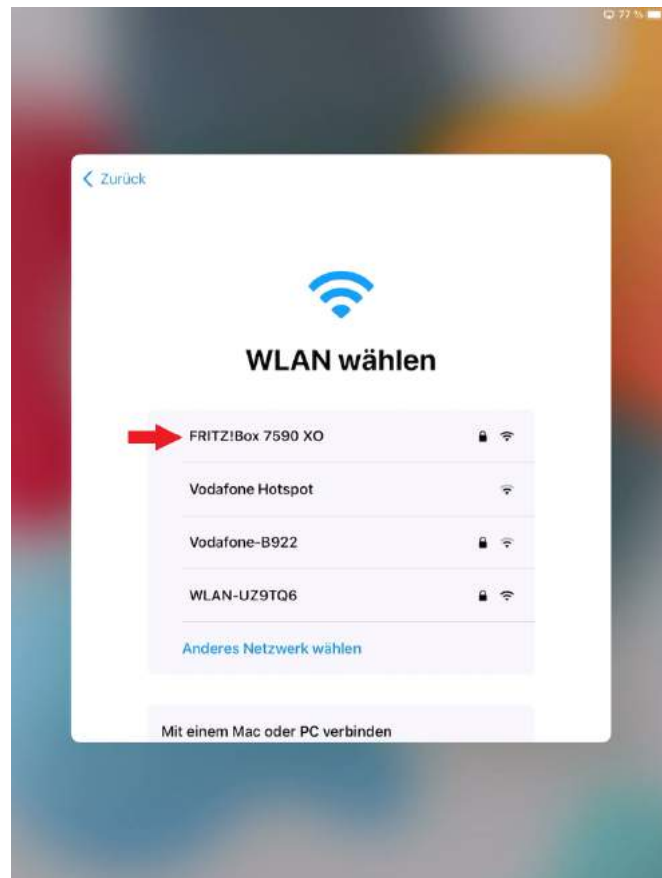 77 %
Zurück
WLAN wählen
FRITZ!Box 7590 XO
Vodafone Hotspot
Vodafone-B922
WLAN-UZ9TQ6
Anderes Netzwerk wählen
Mit einem Mac oder PC verbinden